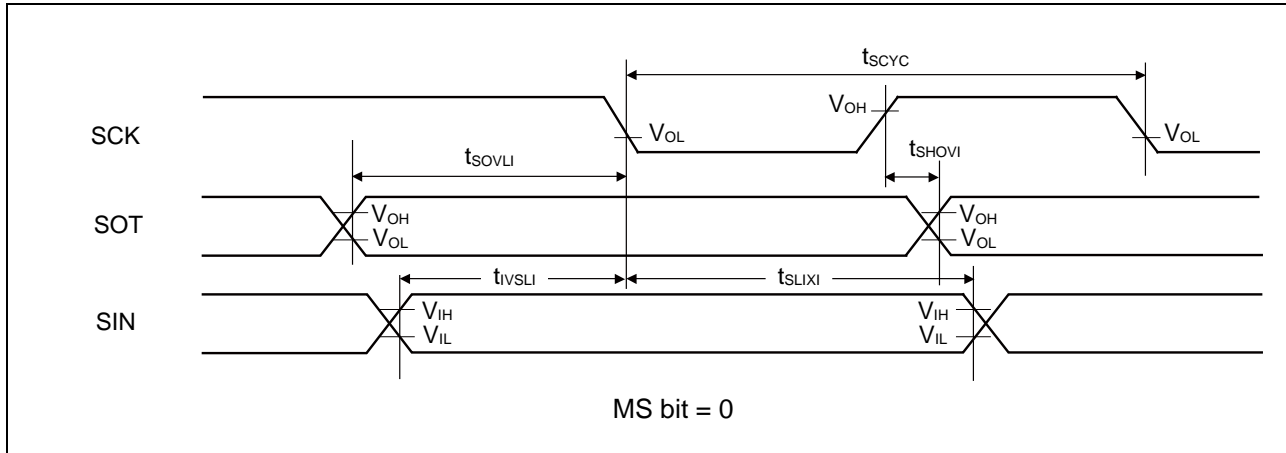 tSCYC
SCK
VOH
VOL
VOL
tSOVLI
tSHOVI
SOT
VOH
VOL
VOH
VOL
tIVSLI
tSLIXI
SIN
VIH
VIL
VIH
VIL
MS bit = 0